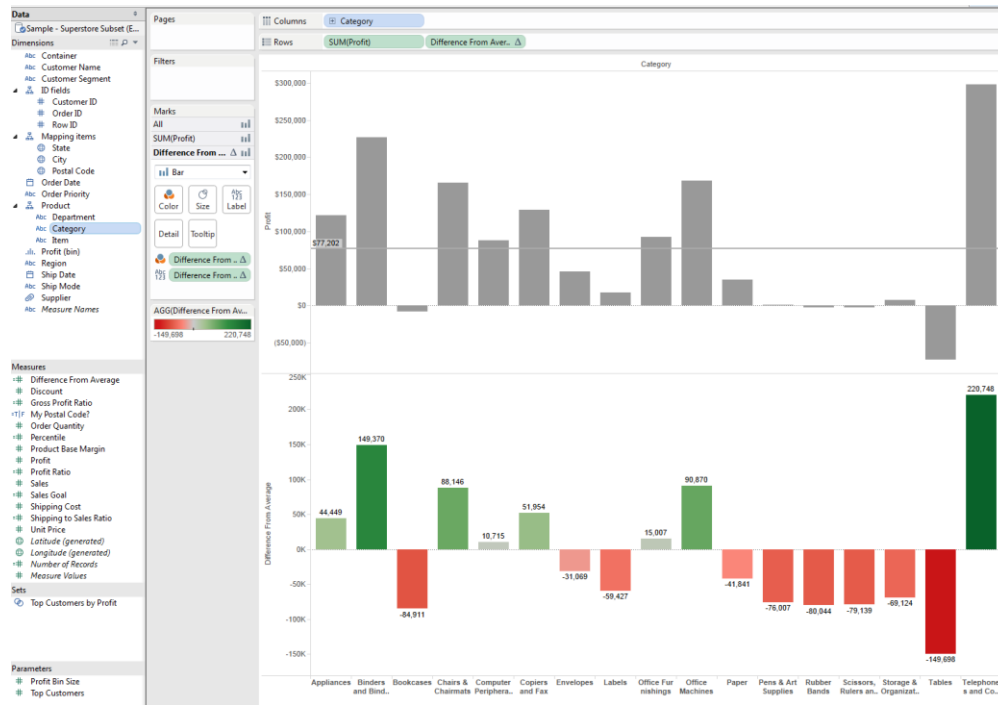 Data
Sample - Superstore Subset (E...
Dimensions
Abc Container
Abc Customer Name
Abc Customer Segment
ID fields
# Customer ID
# Order ID
# Row ID
Mapping items
State
City
Postal Code
Order Date
Abc Order Priority
Product
Abc Department
Abc Category
Abc Item
Profit (bin)
Abc Region
Ship Date
Abc Ship Mode
Supplier
Abc Measure Names
Measures
=# Difference From Average
# Discount
=# Gross Profit Ratio
=T|F My Postal Code?
# Order Quantity
=# Percentile
# Product Base Margin
# Profit
=# Profit Ratio
# Sales
=# Sales Goal
# Shipping Cost
=# Shipping to Sales Ratio
# Unit Price
Latitude (generated)
Longitude (generated)
=# Number of Records
# Measure Values
Sets
Top Customers by Profit
Parameters
# Profit Bin Size
# Top Customers
Pages
Filters
Marks
All
SUM(Profit)
Difference From ... Δ
Bar
Color
Size
Abc
123
Label
Detail
Tooltip
Difference From .. Δ
Abc
123
Difference From .. Δ
AGG(Difference From Av...
-149,698 220,748
Columns
Category
Rows
SUM(Profit)
Difference From Aver.. Δ
Category
$300,000
$250,000
$200,000
$150,000
$100,000
$50,000
$0
($50,000)
Profit
$77,202
250K
200K
150K
100K
50K
0K
-50K
-100K
-150K
Difference From Average
44,449
149,370
-84,911
88,146
10,715
51,954
-31,069
-59,427
15,007
90,870
-41,841
-76,007
-80,044
-79,139
-69,124
-149,698
220,748
Appliances
Binders
and Bind..
Bookcases
Chairs &
Chairmats
Computer
Periphera..
Copiers
and Fax
Envelopes
Labels
Office Fur
nishings
Office
Machines
Paper
Pens & Art
Supplies
Rubber
Bands
Scissors,
Rulers an..
Storage &
Organizat..
Tables
Telephone
s and Co..